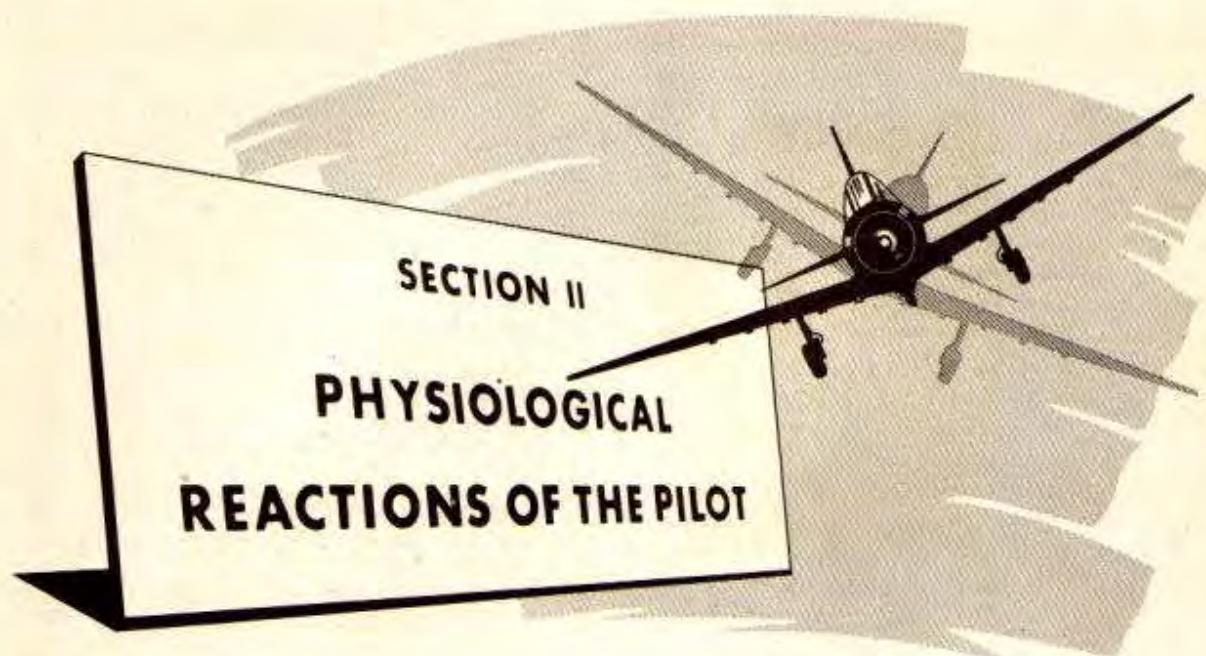 SECTION II
PHYSIOLOGICAL
REACTIONS OF THE PILOT